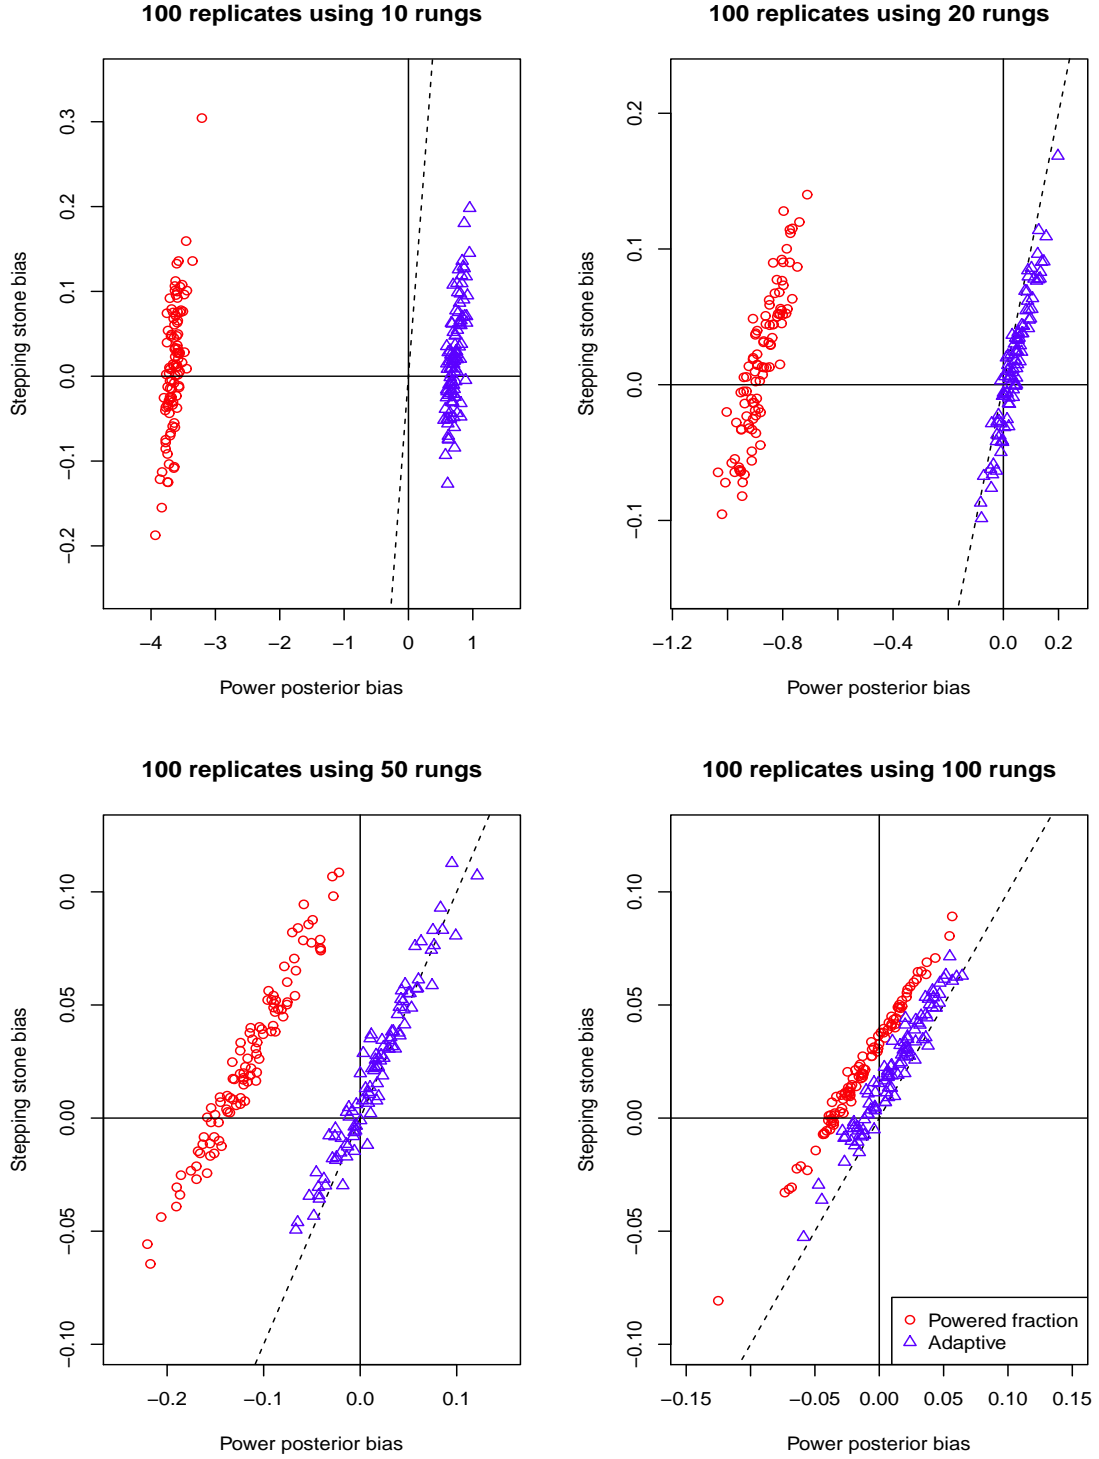 100 replicates using 10 rungs
0.3
0.2
0.1
0.0
−0.1
−0.2
Stepping stone bias
−4 −3 −2 −1 0 1
Power posterior bias
100 replicates using 20 rungs
0.2
0.1
0.0
−0.1
Stepping stone bias
−1.2 −0.8 −0.4 0.0 0.2
Power posterior bias
100 replicates using 50 rungs
0.10
0.05
0.00
−0.05
−0.10
Stepping stone bias
−0.2 −0.1 0.0 0.1
Power posterior bias
100 replicates using 100 rungs
0.10
0.05
0.00
−0.05
−0.10
Stepping stone bias
Powered fraction
Adaptive
−0.15 −0.05 0.00 0.05 0.10 0.15
Power posterior bias